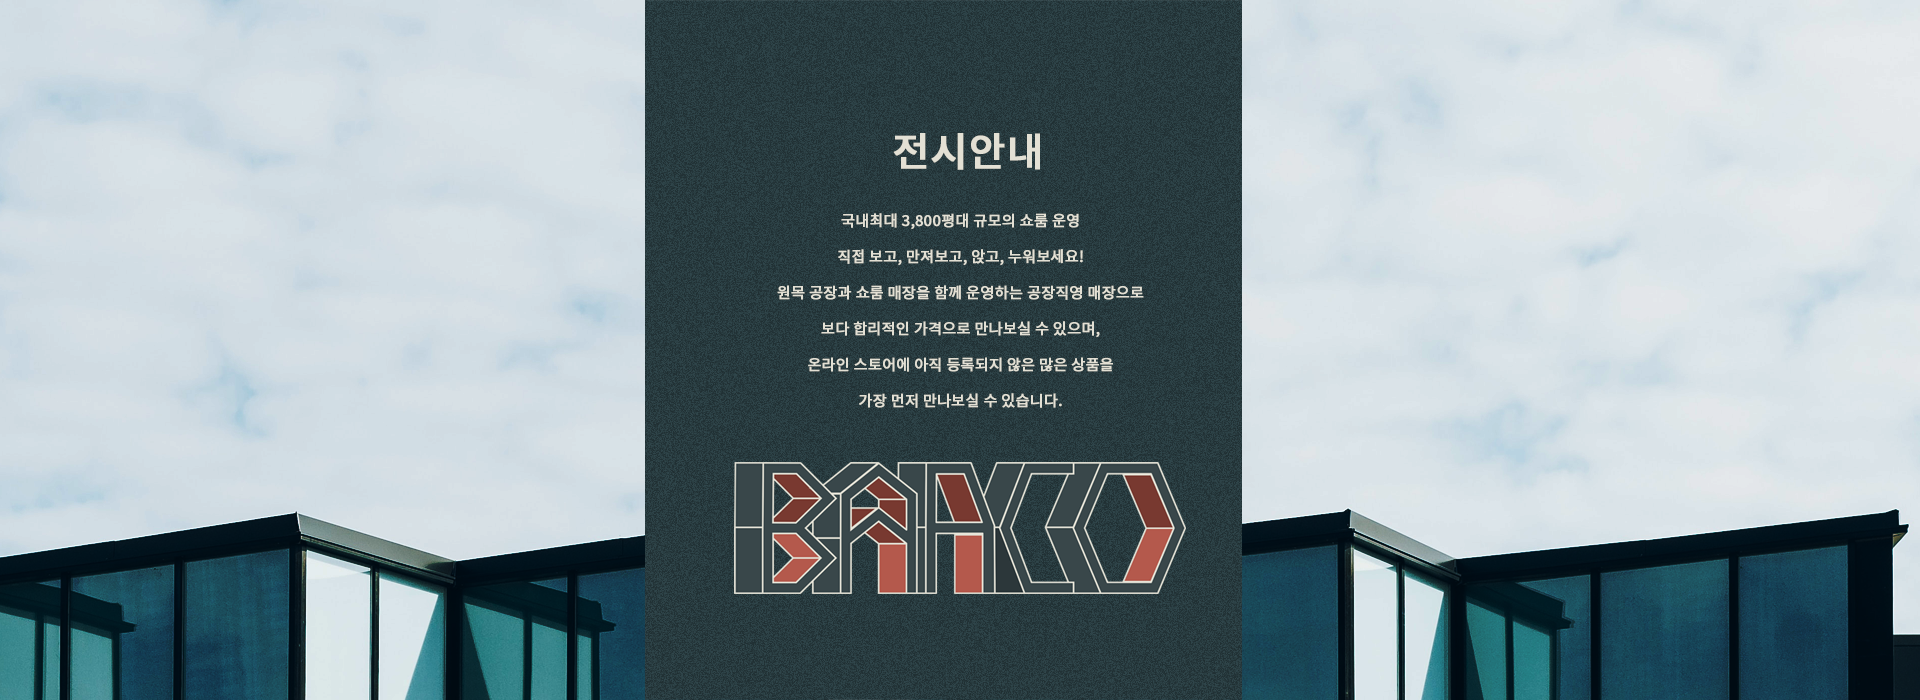 전시안내
국내최대 3,800평대 규모의 쇼룸 운영
직접 보고, 만져보고, 앉고, 누워보세요!
원목 공장과 쇼룸 매장을 함께 운영하는 공장직영 매장으로
보다 합리적인 가격으로 만나보실 수 있으며,
온라인 스토어에 아직 등록되지 않은 많은 상품을
가장 먼저 만나보실 수 있습니다.